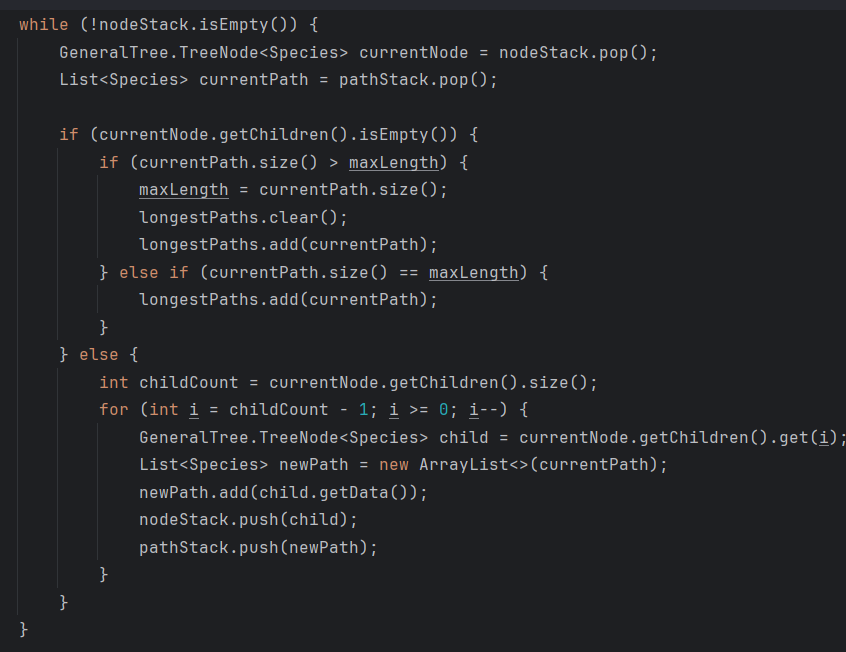 while (!nodeStack.isEmpty()) {
    GeneralTree.TreeNode<Species> currentNode = nodeStack.pop();
    List<Species> currentPath = pathStack.pop();

    if (currentNode.getChildren().isEmpty()) {
        if (currentPath.size() > maxLength) {
            maxLength = currentPath.size();
            longestPaths.clear();
            longestPaths.add(currentPath);
        } else if (currentPath.size() == maxLength) {
            longestPaths.add(currentPath);
        }
    } else {
        int childCount = currentNode.getChildren().size();
        for (int i = childCount - 1; i >= 0; i--) {
            GeneralTree.TreeNode<Species> child = currentNode.getChildren().get(i);
            List<Species> newPath = new ArrayList<>(currentPath);
            newPath.add(child.getData());
            nodeStack.push(child);
            pathStack.push(newPath);
        }
    }
}